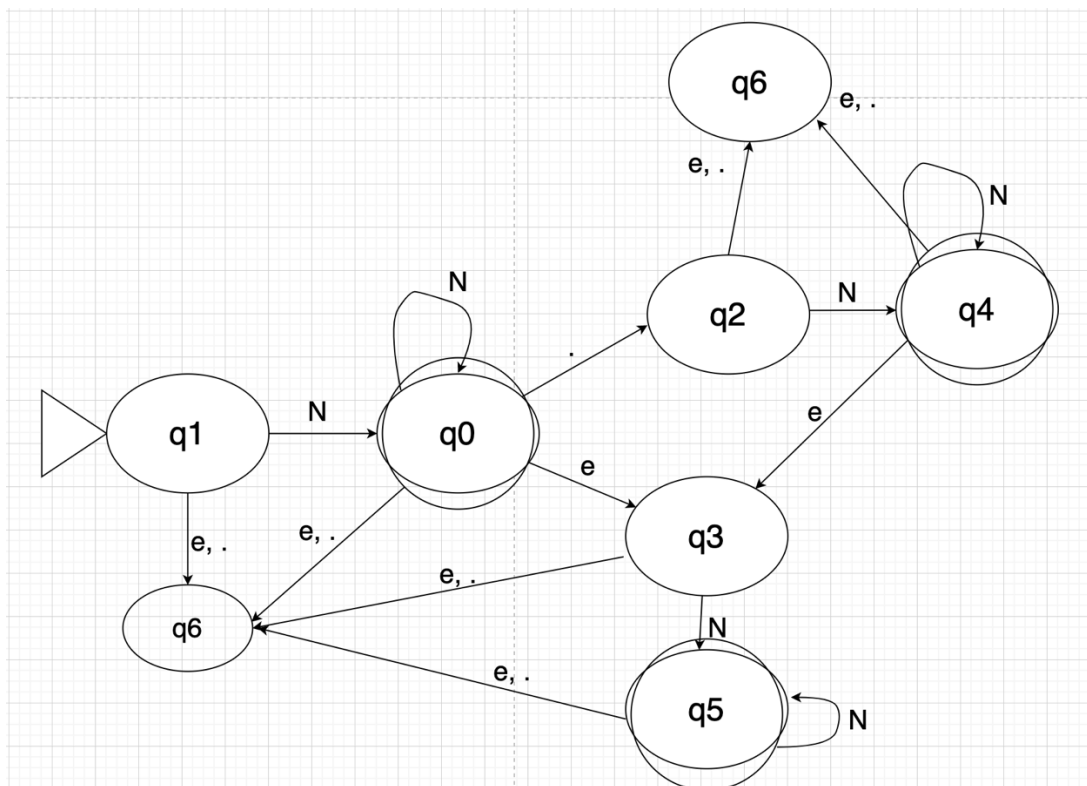 q6
e, .
e, .
N
q2
N
q4
N
.
q1
N
q0
e
e
q3
e, .
e, .
e, .
q6
N
e, .
q5
N